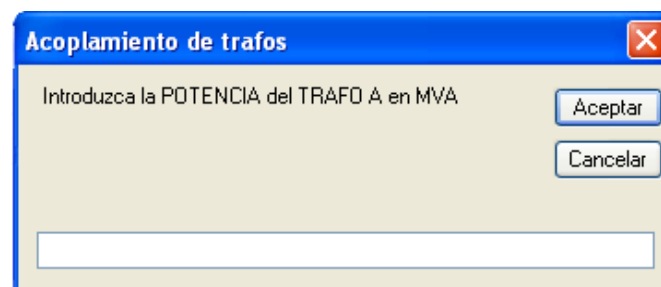 Acoplamiento de trafos
Introduzca la POTENCIA del TRAFO A en MVA
Aceptar
Cancelar